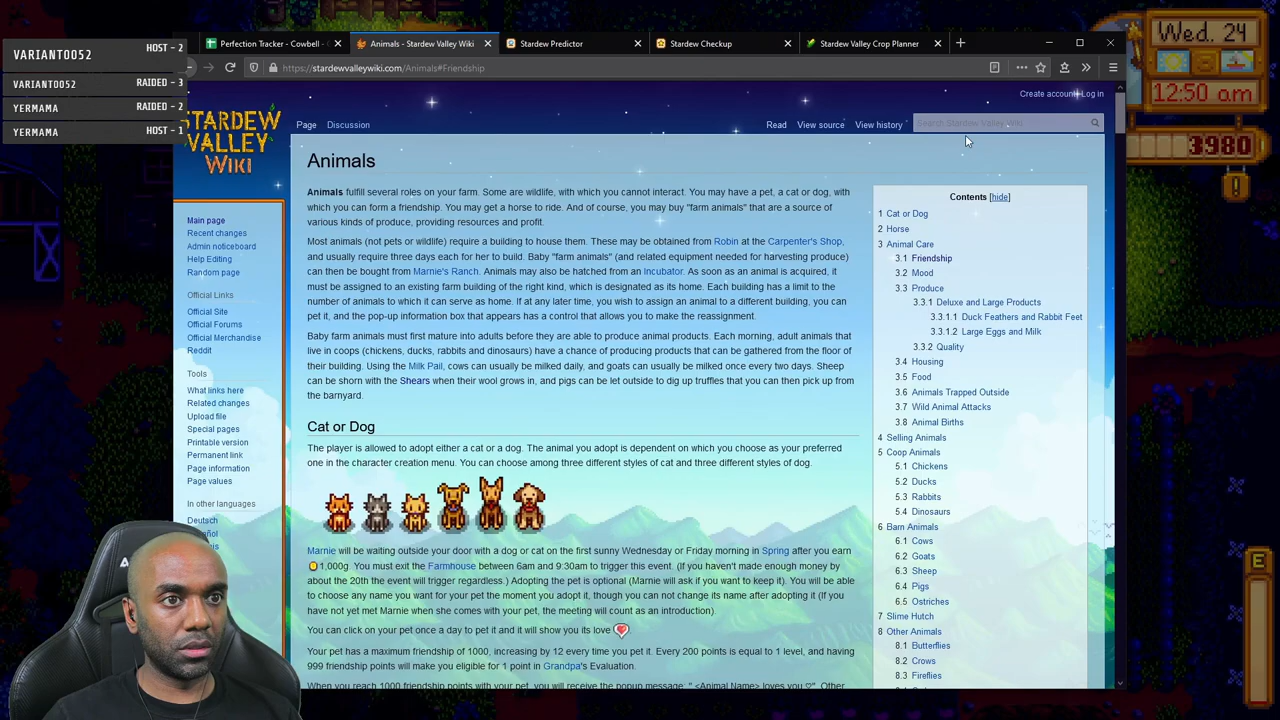 VARIANT0052 HOST - 2
VARIANT0052 RAIDED - 3
YERMAMA RAIDED - 2
YERMAMA HOST - 1
Perfection Tracker - Cowbell -
Animals - Stardew Valley Wiki
Stardew Predictor
Stardew Checkup
Stardew Valley Crop Planner
https://stardewvalleywiki.com/Animals#Friendship
Wed. 24
12:50 am
3980
E
Create account Log in
STARDEW
VALLEY
WIKI
Page Discussion Read View source View history Search Stardew Valley Wiki
Main page
Recent changes
Admin noticeboard
Help Editing
Random page
Official Links
Official Site
Official Forums
Official Merchandise
Reddit
Tools
What links here
Related changes
Upload file
Special pages
Printable version
Permanent link
Page information
Page values
In other languages
Deutsch
Animals
Animals fulfill several roles on your farm. Some are wildlife, with which you cannot interact. You may have a pet, a cat or dog, with
which you can form a friendship. You may get a horse to ride. And of course, you may buy "farm animals" that are a source of
various kinds of produce, providing resources and profit.
Most animals (not pets or wildlife) require a building to house them. These may be obtained from Robin at the Carpenter's Shop,
and usually require three days each for her to build. Baby "farm animals" (and related equipment needed for harvesting produce)
can then be bought from Marnie's Ranch. Animals may also be hatched from an Incubator. As soon as an animal is acquired, it
must be assigned to an existing farm building of the right kind, which is designated as its home. Each building has a limit to the
number of animals to which it can serve as home. If at any later time, you wish to assign an animal to a different building, you can
pet it, and the pop-up information box that appears has a control that allows you to make the reassignment.
Baby farm animals must first mature into adults before they are able to produce animal products. Each morning, adult animals that
live in coops (chickens, ducks, rabbits and dinosaurs) have a chance of producing products that can be gathered from the floor of
their building. Using the Milk Pail, cows can usually be milked daily, and goats can usually be milked once every two days. Sheep
can be shorn with the Shears when their wool grows in, and pigs can be let outside to dig up truffles that you can then pick up from
the barnyard.
Cat or Dog
The player is allowed to adopt either a cat or a dog. The animal you adopt is dependent on which you choose as your preferred
one in the character creation menu. You can choose among three different styles of cat and three different styles of dog.
Marnie will be waiting outside your door with a dog or cat on the first sunny Wednesday or Friday morning in Spring after you earn
1,000g. You must exit the Farmhouse between 6am and 9:30am to trigger this event. (If you haven't made enough money by
about the 20th the event will trigger regardless.) Adopting the pet is optional (Marnie will ask if you want to keep it). You will be able
to choose any name you want for your pet the moment you adopt it, though you can not change its name after adopting it (If you
have not yet met Marnie when she comes with your pet, the meeting will count as an introduction).
You can click on your pet once a day to pet it and it will show you its love
Your pet has a maximum friendship of 1000, increasing by 12 every time you pet it. Every 200 points is equal to 1 level, and having
999 friendship points will make you eligible for 1 point in Grandpa's Evaluation.
When you reach 1000 friendship points with your pet, you will receive the popup message: " <Animal Name> loves you ♡". Other
Contents [hide]
1 Cat or Dog
2 Horse
3 Animal Care
3.1 Friendship
3.2 Mood
3.3 Produce
3.3.1 Deluxe and Large Products
3.3.1.1 Duck Feathers and Rabbit Feet
3.3.1.2 Large Eggs and Milk
3.3.2 Quality
3.4 Housing
3.5 Food
3.6 Animals Trapped Outside
3.7 Wild Animal Attacks
3.8 Animal Births
4 Selling Animals
5 Coop Animals
5.1 Chickens
5.2 Ducks
5.3 Rabbits
5.4 Dinosaurs
6 Barn Animals
6.1 Cows
6.2 Goats
6.3 Sheep
6.4 Pigs
6.5 Ostriches
7 Slime Hutch
8 Other Animals
8.1 Butterflies
8.2 Crows
8.3 Fireflies